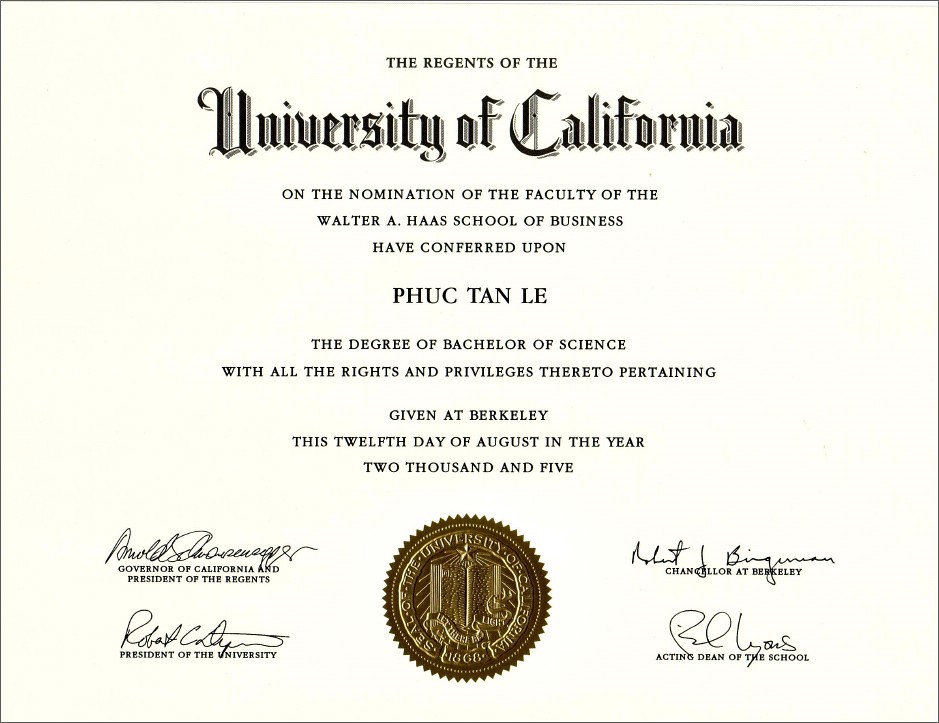 THE REGENTS OF THE
University of California
ON THE NOMINATION OF THE FACULTY OF THE
WALTER A. HAAS SCHOOL OF BUSINESS
HAVE CONFERRED UPON
PHUC TAN LE
THE DEGREE OF BACHELOR OF SCIENCE
WITH ALL THE RIGHTS AND PRIVILEGES THERETO PERTAINING
GIVEN AT BERKELEY
THIS TWELFTH DAY OF AUGUST IN THE YEAR
TWO THOUSAND AND FIVE
Arnold Schwarzenegger
GOVERNOR OF CALIFORNIA AND
PRESIDENT OF THE REGENTS
Robert C. Dynes
PRESIDENT OF THE UNIVERSITY
SEAL OF THE UNIVERSITY OF CALIFORNIA
LET THERE BE LIGHT
1868
Robert J. Birgeneau
CHANCELLOR AT BERKELEY
Lyons
ACTING DEAN OF THE SCHOOL